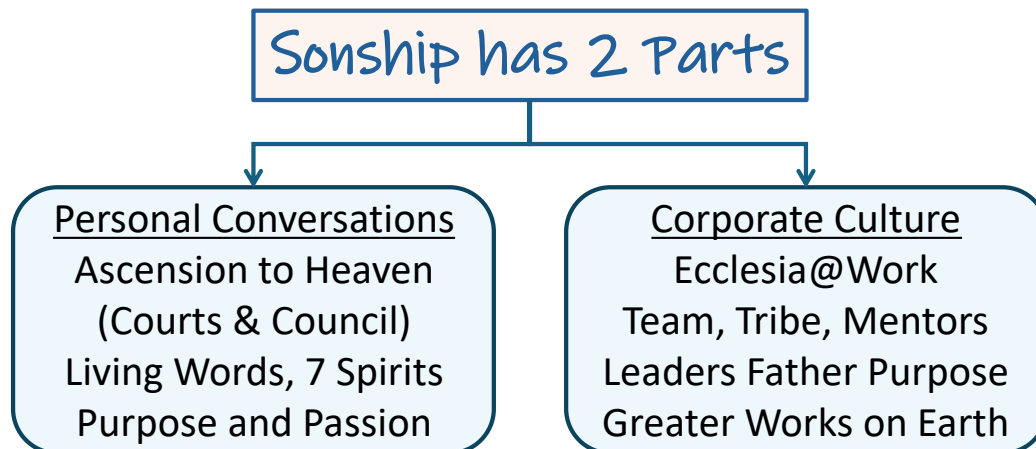 Sonship has 2 Parts
Personal Conversations
Ascension to Heaven
(Courts & Council)
Living Words, 7 Spirits
Purpose and Passion
Corporate Culture
Ecclesia@Work
Team, Tribe, Mentors
Leaders Father Purpose
Greater Works on Earth